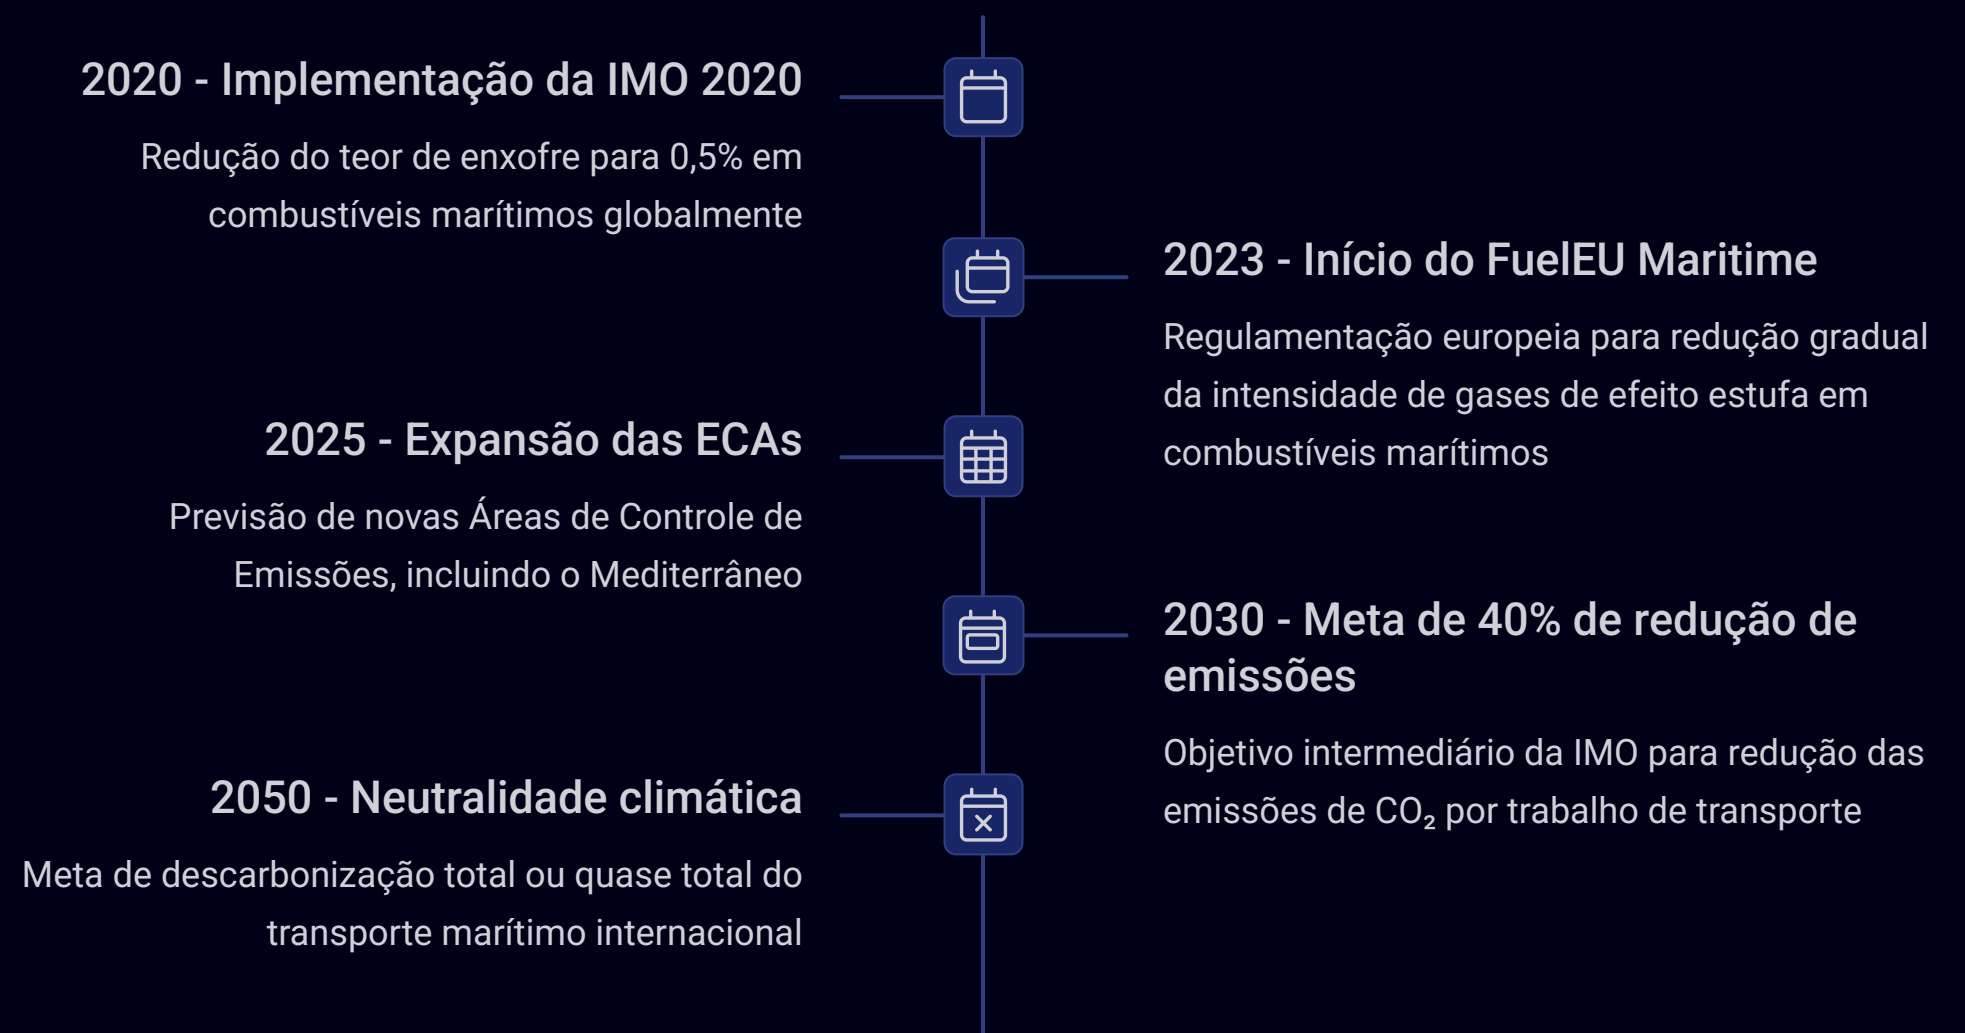 2020 - Implementação da IMO 2020
Redução do teor de enxofre para 0,5% em
combustíveis marítimos globalmente
2023 - Início do FuelEU Maritime
Regulamentação europeia para redução gradual
da intensidade de gases de efeito estufa em
combustíveis marítimos
2025 - Expansão das ECAs
Previsão de novas Áreas de Controle de
Emissões, incluindo o Mediterrâneo
2030 - Meta de 40% de redução de
emissões
Objetivo intermediário da IMO para redução das
emissões de CO₂ por trabalho de transporte
2050 - Neutralidade climática
Meta de descarbonização total ou quase total do
transporte marítimo internacional